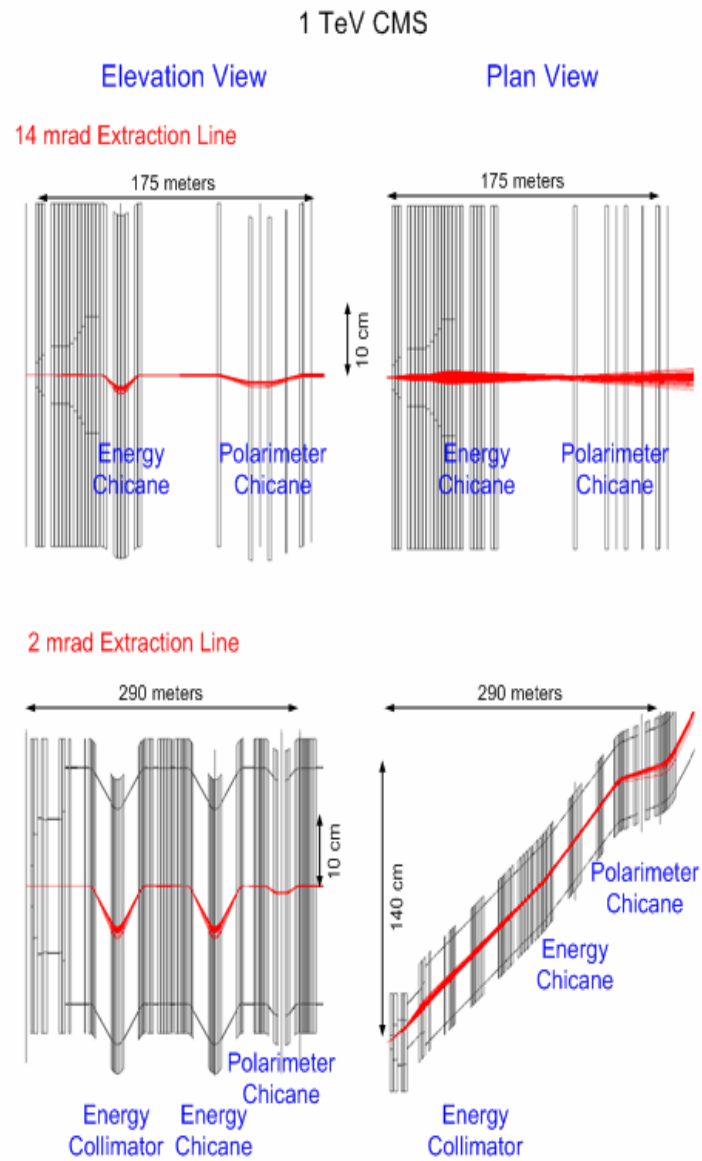 1 TeV CMS
Elevation View
Plan View
14 mrad Extraction Line
175 meters
175 meters
10 cm
Energy
Chicane
Polarimeter
Chicane
Energy
Chicane
Polarimeter
Chicane
2 mrad Extraction Line
290 meters
290 meters
10 cm
140 cm
Polarimeter
Chicane
Energy
Collimator
Energy
Chicane
Polarimeter
Chicane
Energy
Chicane
Energy
Collimator